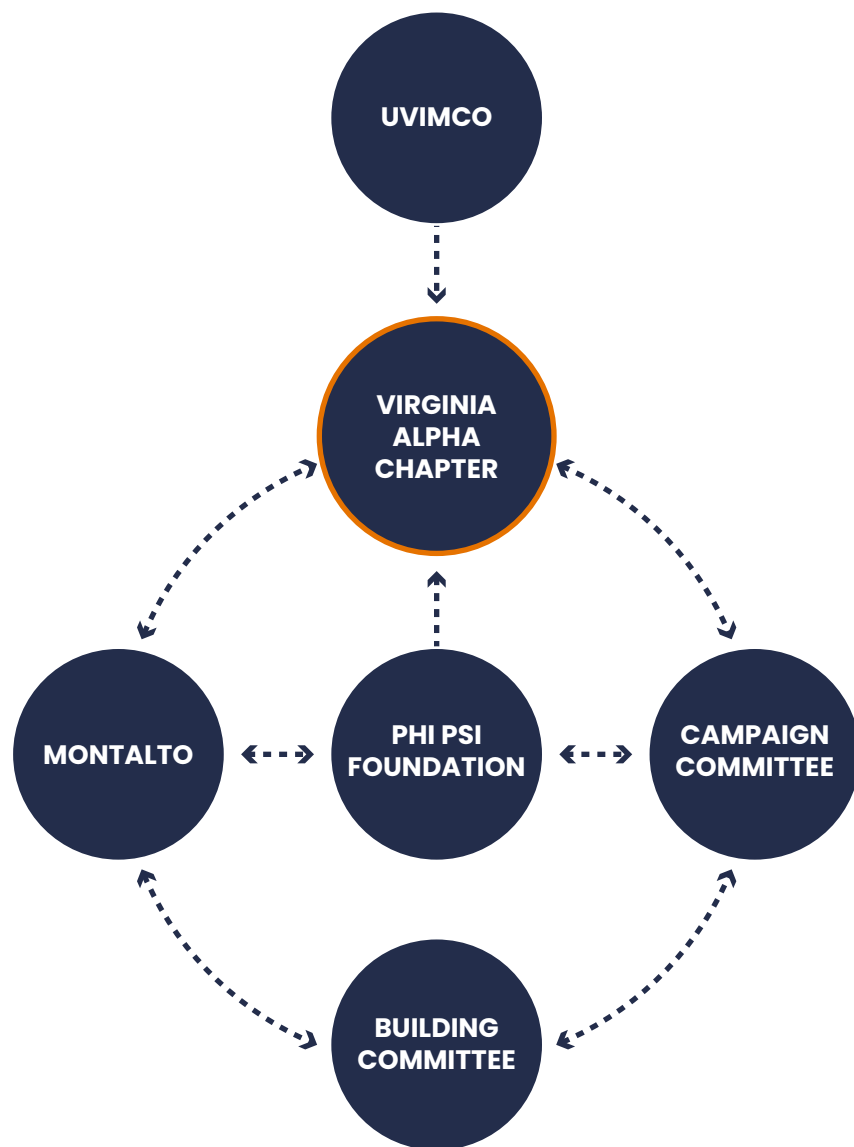 UVIMCO
VIRGINIA
ALPHA
CHAPTER
MONTALTO
PHI PSI
FOUNDATION
CAMPAIGN
COMMITTEE
BUILDING
COMMITTEE